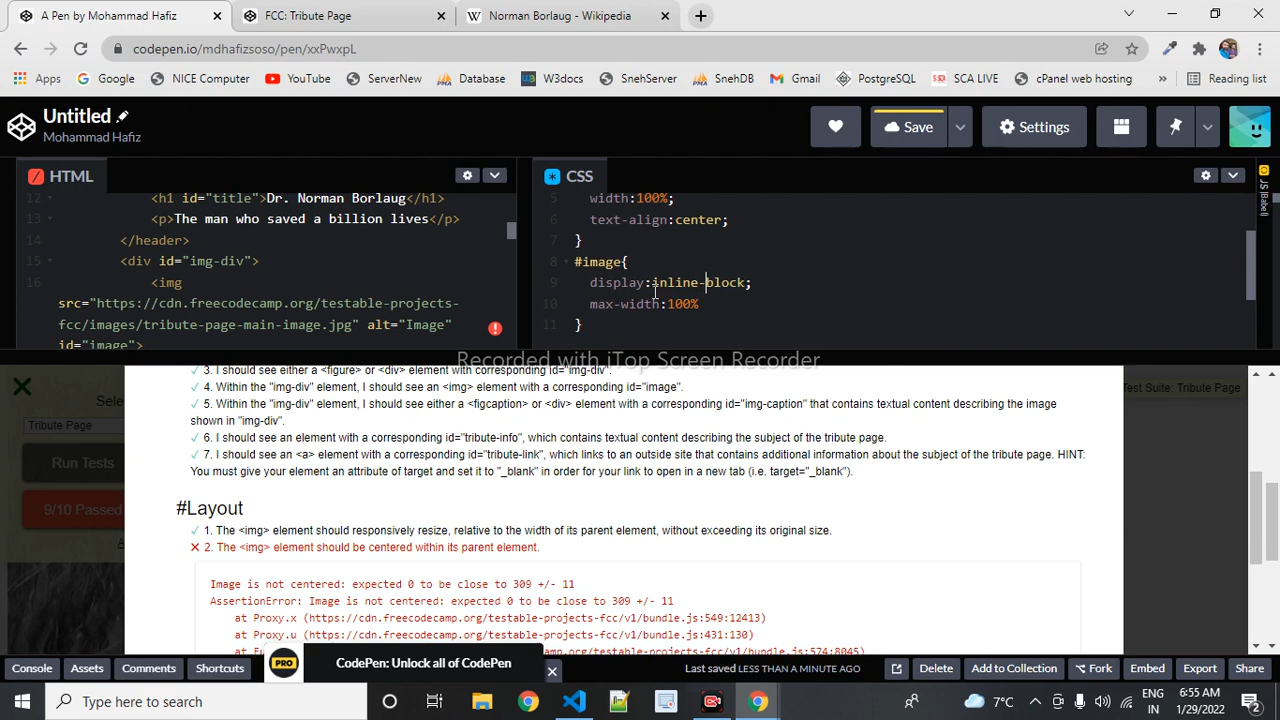 A Pen by Mohammad Hafiz
FCC: Tribute Page
Norman Borlaug - Wikipedia
codepen.io/mdhafizsoso/pen/xxPwxpL
Apps
Google
NICE Computer
YouTube
ServerNew
Database
W3docs
SnehServer
SnehDB
Gmail
PostgreSQL
SCA LIVE
cPanel web hosting
»
Reading list
Untitled
Mohammad Hafiz
Save
Settings
HTML
CSS
12 <h1 id="title">Dr. Norman Borlaug</h1>
13 <p>The man who saved a billion lives</p>
14 </header>
15 <div id="img-div">
16 <img
src="https://cdn.freecodecamp.org/testable-projects-
fcc/images/tribute-page-main-image.jpg" alt="Image"
id="image">
5 width:100%;
6 text-align:center;
7 }
8 #image{
9 display:inline-block;
10 max-width:100%
11 }
Recorded with iTop Screen Recorder
Tribute Page
Run Tests
9/10 Passed
Test Suite: Tribute Page
✓ 3. I should see either a <figure> or <div> element with corresponding id="img-div".
✓ 4. Within the "img-div" element, I should see an <img> element with a corresponding id="image".
✓ 5. Within the "img-div" element, I should see either a <figcaption> or <div> element with a corresponding id="img-caption" that contains textual content describing the image
shown in "img-div".
✓ 6. I should see an element with a corresponding id="tribute-info", which contains textual content describing the subject of the tribute page.
✓ 7. I should see an <a> element with a corresponding id="tribute-link", which links to an outside site that contains additional information about the subject of the tribute page. HINT:
You must give your element an attribute of target and set it to "_blank" in order for your link to open in a new tab (i.e. target="_blank").
#Layout
✓ 1. The <img> element should responsively resize, relative to the width of its parent element, without exceeding its original size.
✕ 2. The <img> element should be centered within its parent element.
Image is not centered: expected 0 to be close to 309 +/- 11
AssertionError: Image is not centered: expected 0 to be close to 309 +/- 11
at Proxy.x (https://cdn.freecodecamp.org/testable-projects-fcc/v1/bundle.js:549:12413)
at Proxy.u (https://cdn.freecodecamp.org/testable-projects-fcc/v1/bundle.js:431:130)
PRO
CodePen: Unlock all of CodePen
Console
Assets
Comments
Shortcuts
Last saved LESS THAN A MINUTE AGO
Delete
Add to Collection
Fork
Embed
Export
Share
Type here to search
7°C
ENG
IN
6:55 AM
1/29/2022
2
JS (Babel)